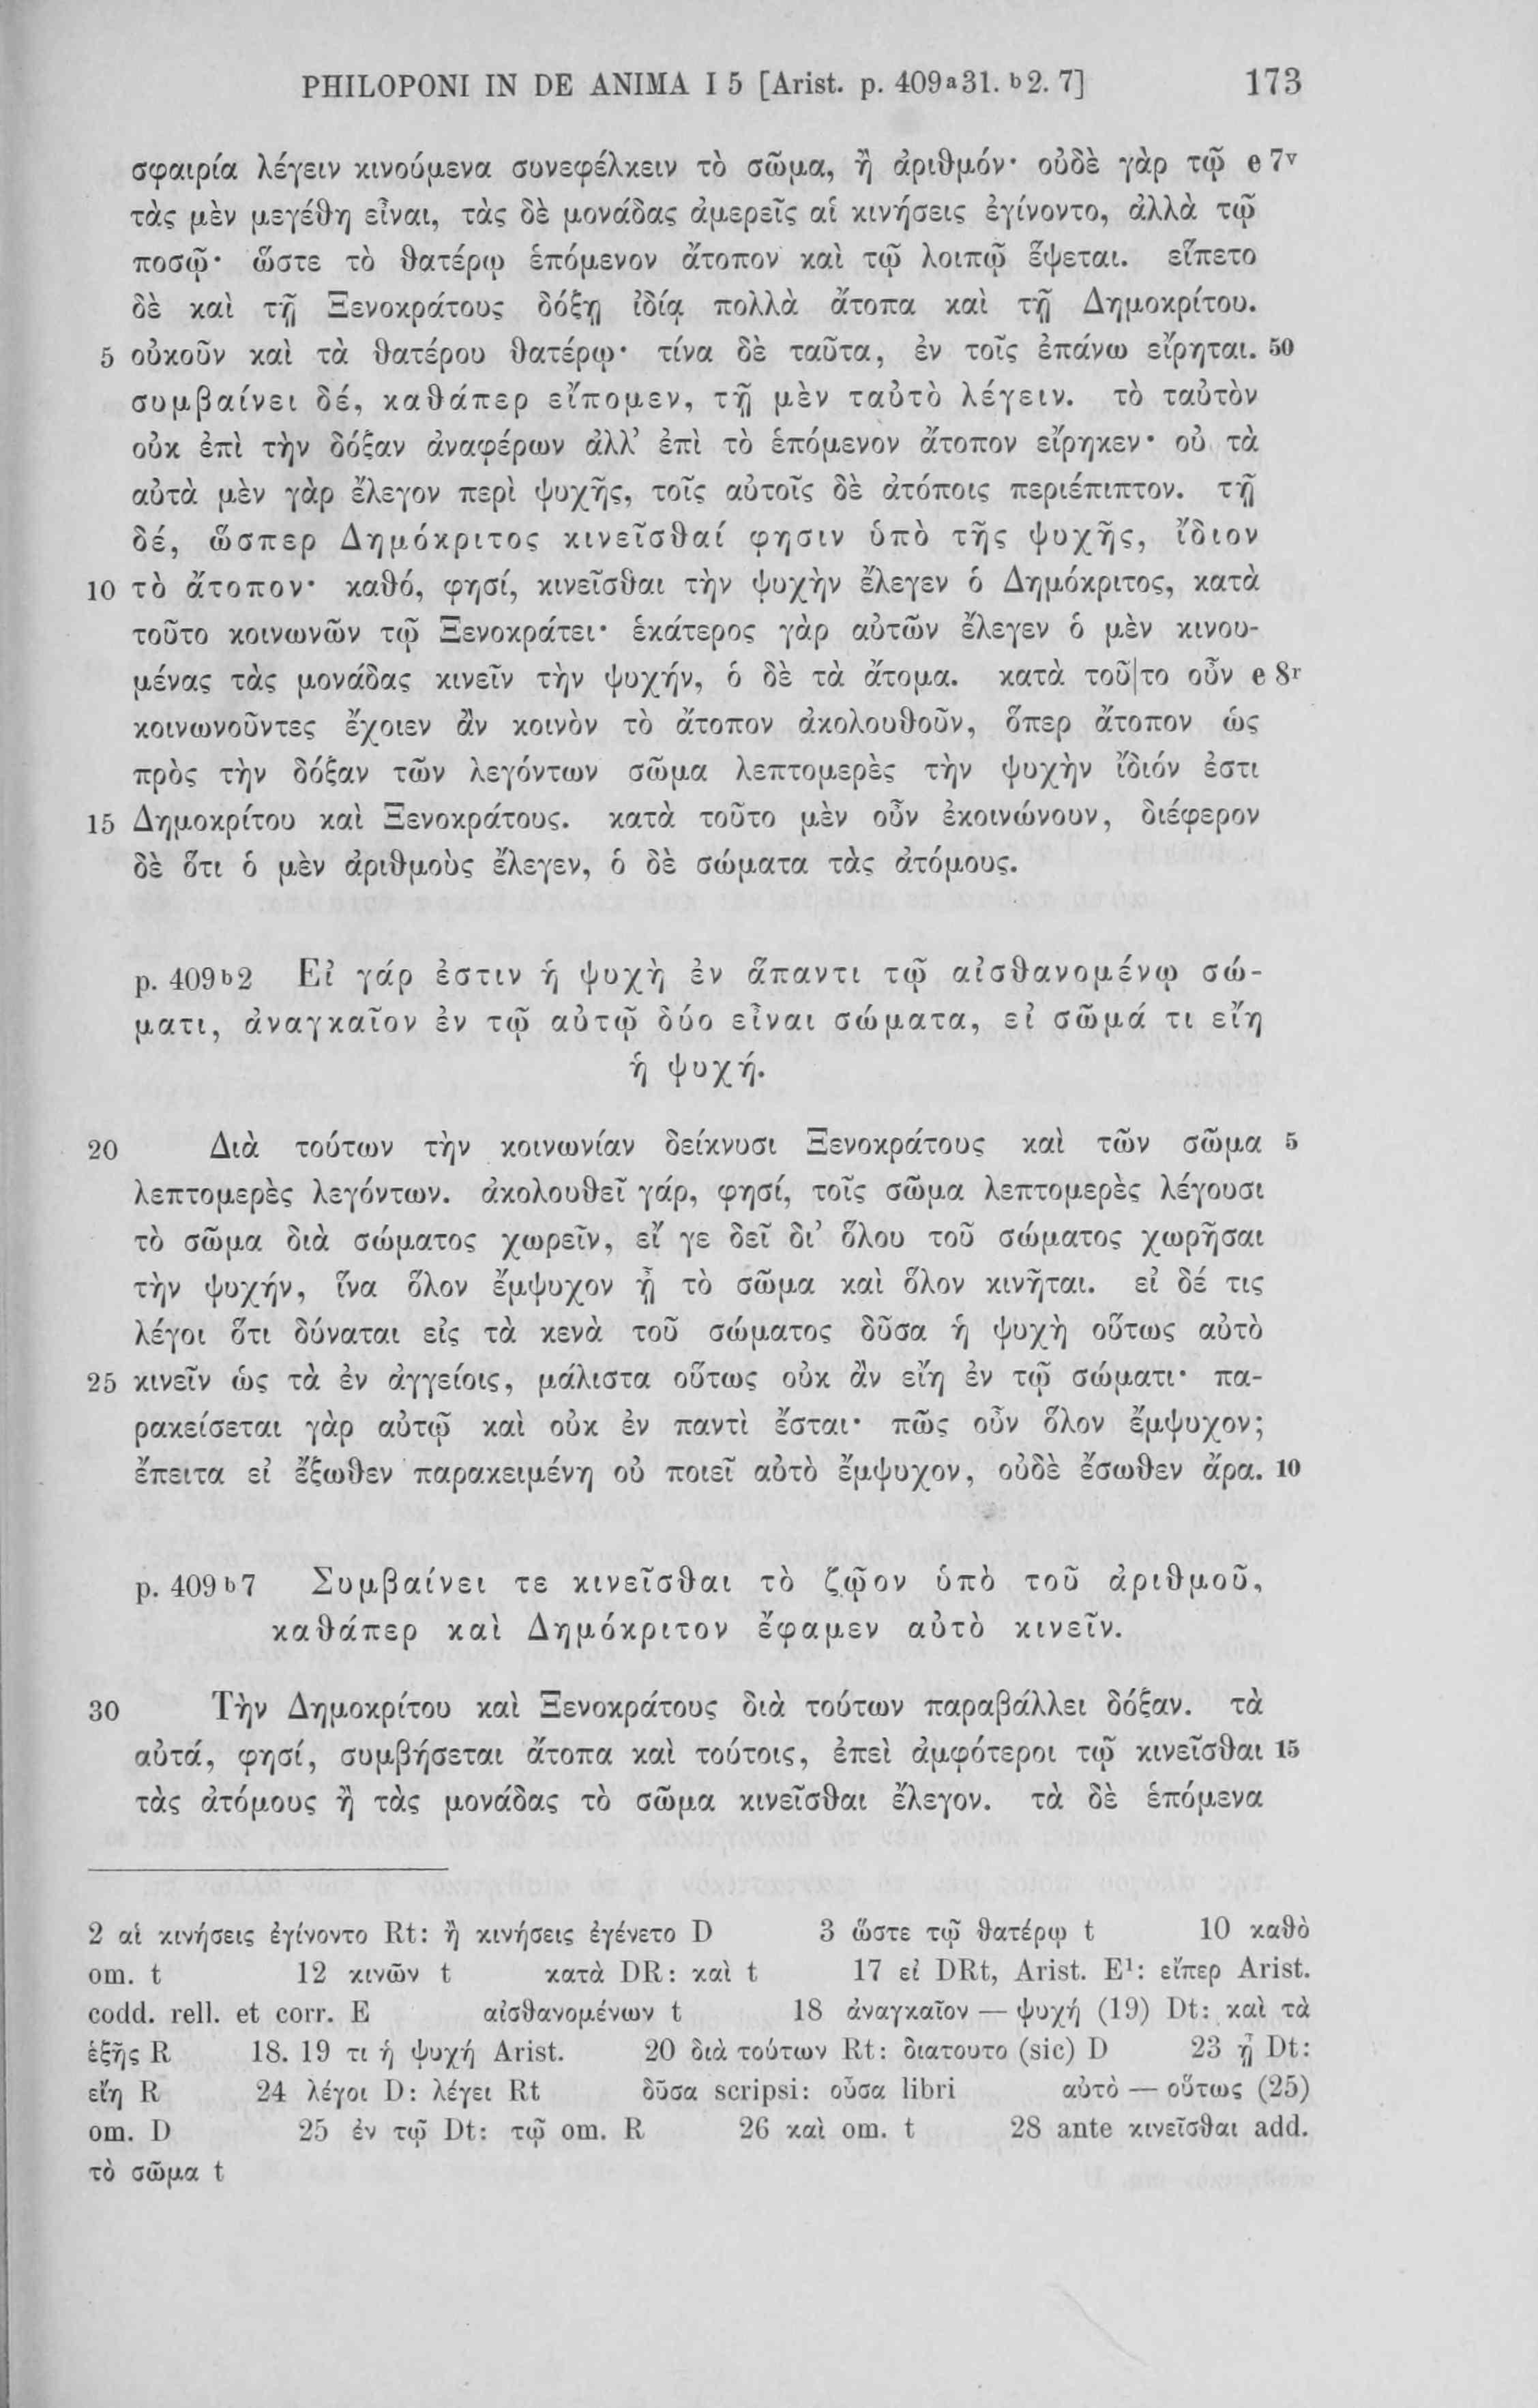 PHILOPONI IN DE ANIMA I 5 [Arist. p. 409a31. b2. 7] 173
σφαιρία λέγειν κινούμενα συνεφέλκειν τὸ σῶμα, ἢ ἀριθμόν· οὐδὲ γὰρ τῷ e 7v
τὰς μὲν μεγέθη εἶναι, τὰς δὲ μονάδας ἀμερεῖς αἱ κινήσεις ἐγίνοντο, ἀλλὰ τῷ
ποσῷ· ὥστε τὸ θατέρῳ ἑπόμενον ἄτοπον καὶ τῷ λοιπῷ ἕψεται. εἵπετο
δὲ καὶ τῇ Ξενοκράτους δόξῃ ἰδίᾳ πολλὰ ἄτοπα καὶ τῇ Δημοκρίτου.
5 οὐκοῦν καὶ τὰ θατέρου θατέρῳ· τίνα δὲ ταῦτα, ἐν τοῖς ἐπάνω εἴρηται. 50
συμβαίνει δέ, καθάπερ εἴπομεν, τῇ μὲν ταὐτὸ λέγειν. τὸ ταὐτὸν
οὐκ ἐπὶ τὴν δόξαν ἀναφέρων ἀλλ' ἐπὶ τὸ ἑπόμενον ἄτοπον εἴρηκεν· οὐ τὰ
αὐτὰ μὲν γὰρ ἔλεγον περὶ ψυχῆς, τοῖς αὐτοῖς δὲ ἀτόποις περιέπιπτον. τῇ
δέ, ὥσπερ Δημόκριτος κινεῖσθαί φησιν ὑπὸ τῆς ψυχῆς, ἴδιον
10 τὸ ἄτοπον· καθό, φησί, κινεῖσθαι τὴν ψυχὴν ἔλεγεν ὁ Δημόκριτος, κατὰ
τοῦτο κοινωνῶν τῷ Ξενοκράτει· ἑκάτερος γὰρ αὐτῶν ἔλεγεν ὁ μὲν κινου-
μένας τὰς μονάδας κινεῖν τὴν ψυχήν, ὁ δὲ τὰ ἄτομα. κατὰ τοῦ|το οὖν e 8r
κοινωνοῦντες ἔχοιεν ἂν κοινὸν τὸ ἄτοπον ἀκολουθοῦν, ὅπερ ἄτοπον ὡς
πρὸς τὴν δόξαν τῶν λεγόντων σῶμα λεπτομερὲς τὴν ψυχὴν ἴδιόν ἐστι
15 Δημοκρίτου καὶ Ξενοκράτους. κατὰ τοῦτο μὲν οὖν ἐκοινώνουν, διέφερον
δὲ ὅτι ὁ μὲν ἀριθμοὺς ἔλεγεν, ὁ δὲ σώματα τὰς ἀτόμους.
p. 409b2 Εἰ γάρ ἐστιν ἡ ψυχὴ ἐν ἅπαντι τῷ αἰσθανομένῳ σώ-
ματι, ἀναγκαῖον ἐν τῷ αὐτῷ δύο εἶναι σώματα, εἰ σῶμά τι εἴη
ἡ ψυχή.
20 Διὰ τούτων τὴν κοινωνίαν δείκνυσι Ξενοκράτους καὶ τῶν σῶμα 5
λεπτομερὲς λεγόντων. ἀκολουθεῖ γάρ, φησί, τοῖς σῶμα λεπτομερὲς λέγουσι
τὸ σῶμα διὰ σώματος χωρεῖν, εἴ γε δεῖ δι' ὅλου τοῦ σώματος χωρῆσαι
τὴν ψυχήν, ἵνα ὅλον ἔμψυχον ᾖ τὸ σῶμα καὶ ὅλον κινῆται. εἰ δέ τις
λέγοι ὅτι δύναται εἰς τὰ κενὰ τοῦ σώματος δῦσα ἡ ψυχὴ οὕτως αὐτὸ
25 κινεῖν ὡς τὰ ἐν ἀγγείοις, μάλιστα οὕτως οὐκ ἂν εἴη ἐν τῷ σώματι· πα-
ρακείσεται γὰρ αὐτῷ καὶ οὐκ ἐν παντὶ ἔσται· πῶς οὖν ὅλον ἔμψυχον;
ἔπειτα εἰ ἔξωθεν παρακειμένη οὐ ποιεῖ αὐτὸ ἔμψυχον, οὐδὲ ἔσωθεν ἄρα. 10
p. 409b7 Συμβαίνει τε κινεῖσθαι τὸ ζῷον ὑπὸ τοῦ ἀριθμοῦ,
καθάπερ καὶ Δημόκριτον ἔφαμεν αὐτὸ κινεῖν.
30 Τὴν Δημοκρίτου καὶ Ξενοκράτους διὰ τούτων παραβάλλει δόξαν. τὰ
αὐτά, φησί, συμβήσεται ἄτοπα καὶ τούτοις, ἐπεὶ ἀμφότεροι τῷ κινεῖσθαι 15
τὰς ἀτόμους ἢ τὰς μονάδας τὸ σῶμα κινεῖσθαι ἔλεγον. τὰ δὲ ἑπόμενα
2 αἱ κινήσεις ἐγίνοντο Rt: ἢ κινήσεις ἐγένετο D 3 ὥστε τῷ θατέρῳ t 10 καθὸ
om. t 12 κινῶν t κατὰ DR: καὶ t 17 εἰ DRt, Arist. E1: εἴπερ Arist.
codd. rell. et corr. E αἰσθανομένων t 18 ἀναγκαῖον — ψυχή (19) Dt: καὶ τὰ
ἑξῆς R 18. 19 τι ἡ ψυχή Arist. 20 διὰ τούτων Rt: διατουτο (sic) D 23 ᾖ Dt:
εἴη R 24 λέγοι D: λέγει Rt δῦσα scripsi: οὖσα libri αὐτὸ — οὕτως (25)
om. D 25 ἐν τῷ Dt: τῷ om. R 26 καὶ om. t 28 ante κινεῖσθαι add.
τὸ σῶμα t